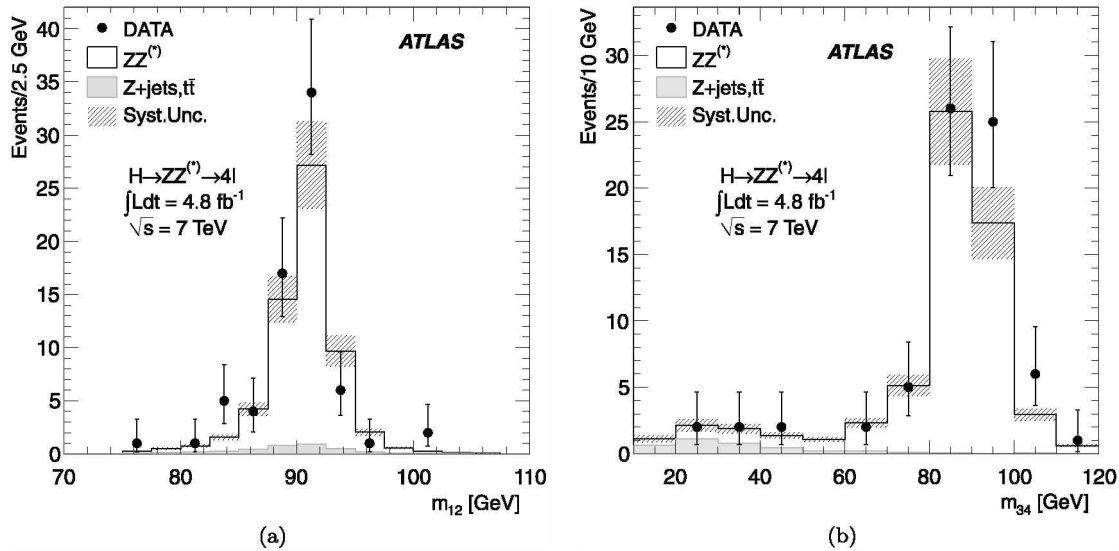 Events/2.5 GeV
40
35
30
25
20
15
10
5
0
DATA
ZZ(*)
Z+jets,tt̄
Syst.Unc.
ATLAS
H→ZZ(*)→4l
∫Ldt = 4.8 fb-1
√s = 7 TeV
70 80 90 100 110
m12 [GeV]
(a)
Events/10 GeV
30
25
20
15
10
5
0
DATA
ZZ(*)
Z+jets,tt̄
Syst.Unc.
ATLAS
H→ZZ(*)→4l
∫Ldt = 4.8 fb-1
√s = 7 TeV
20 40 60 80 100 120
m34 [GeV]
(b)